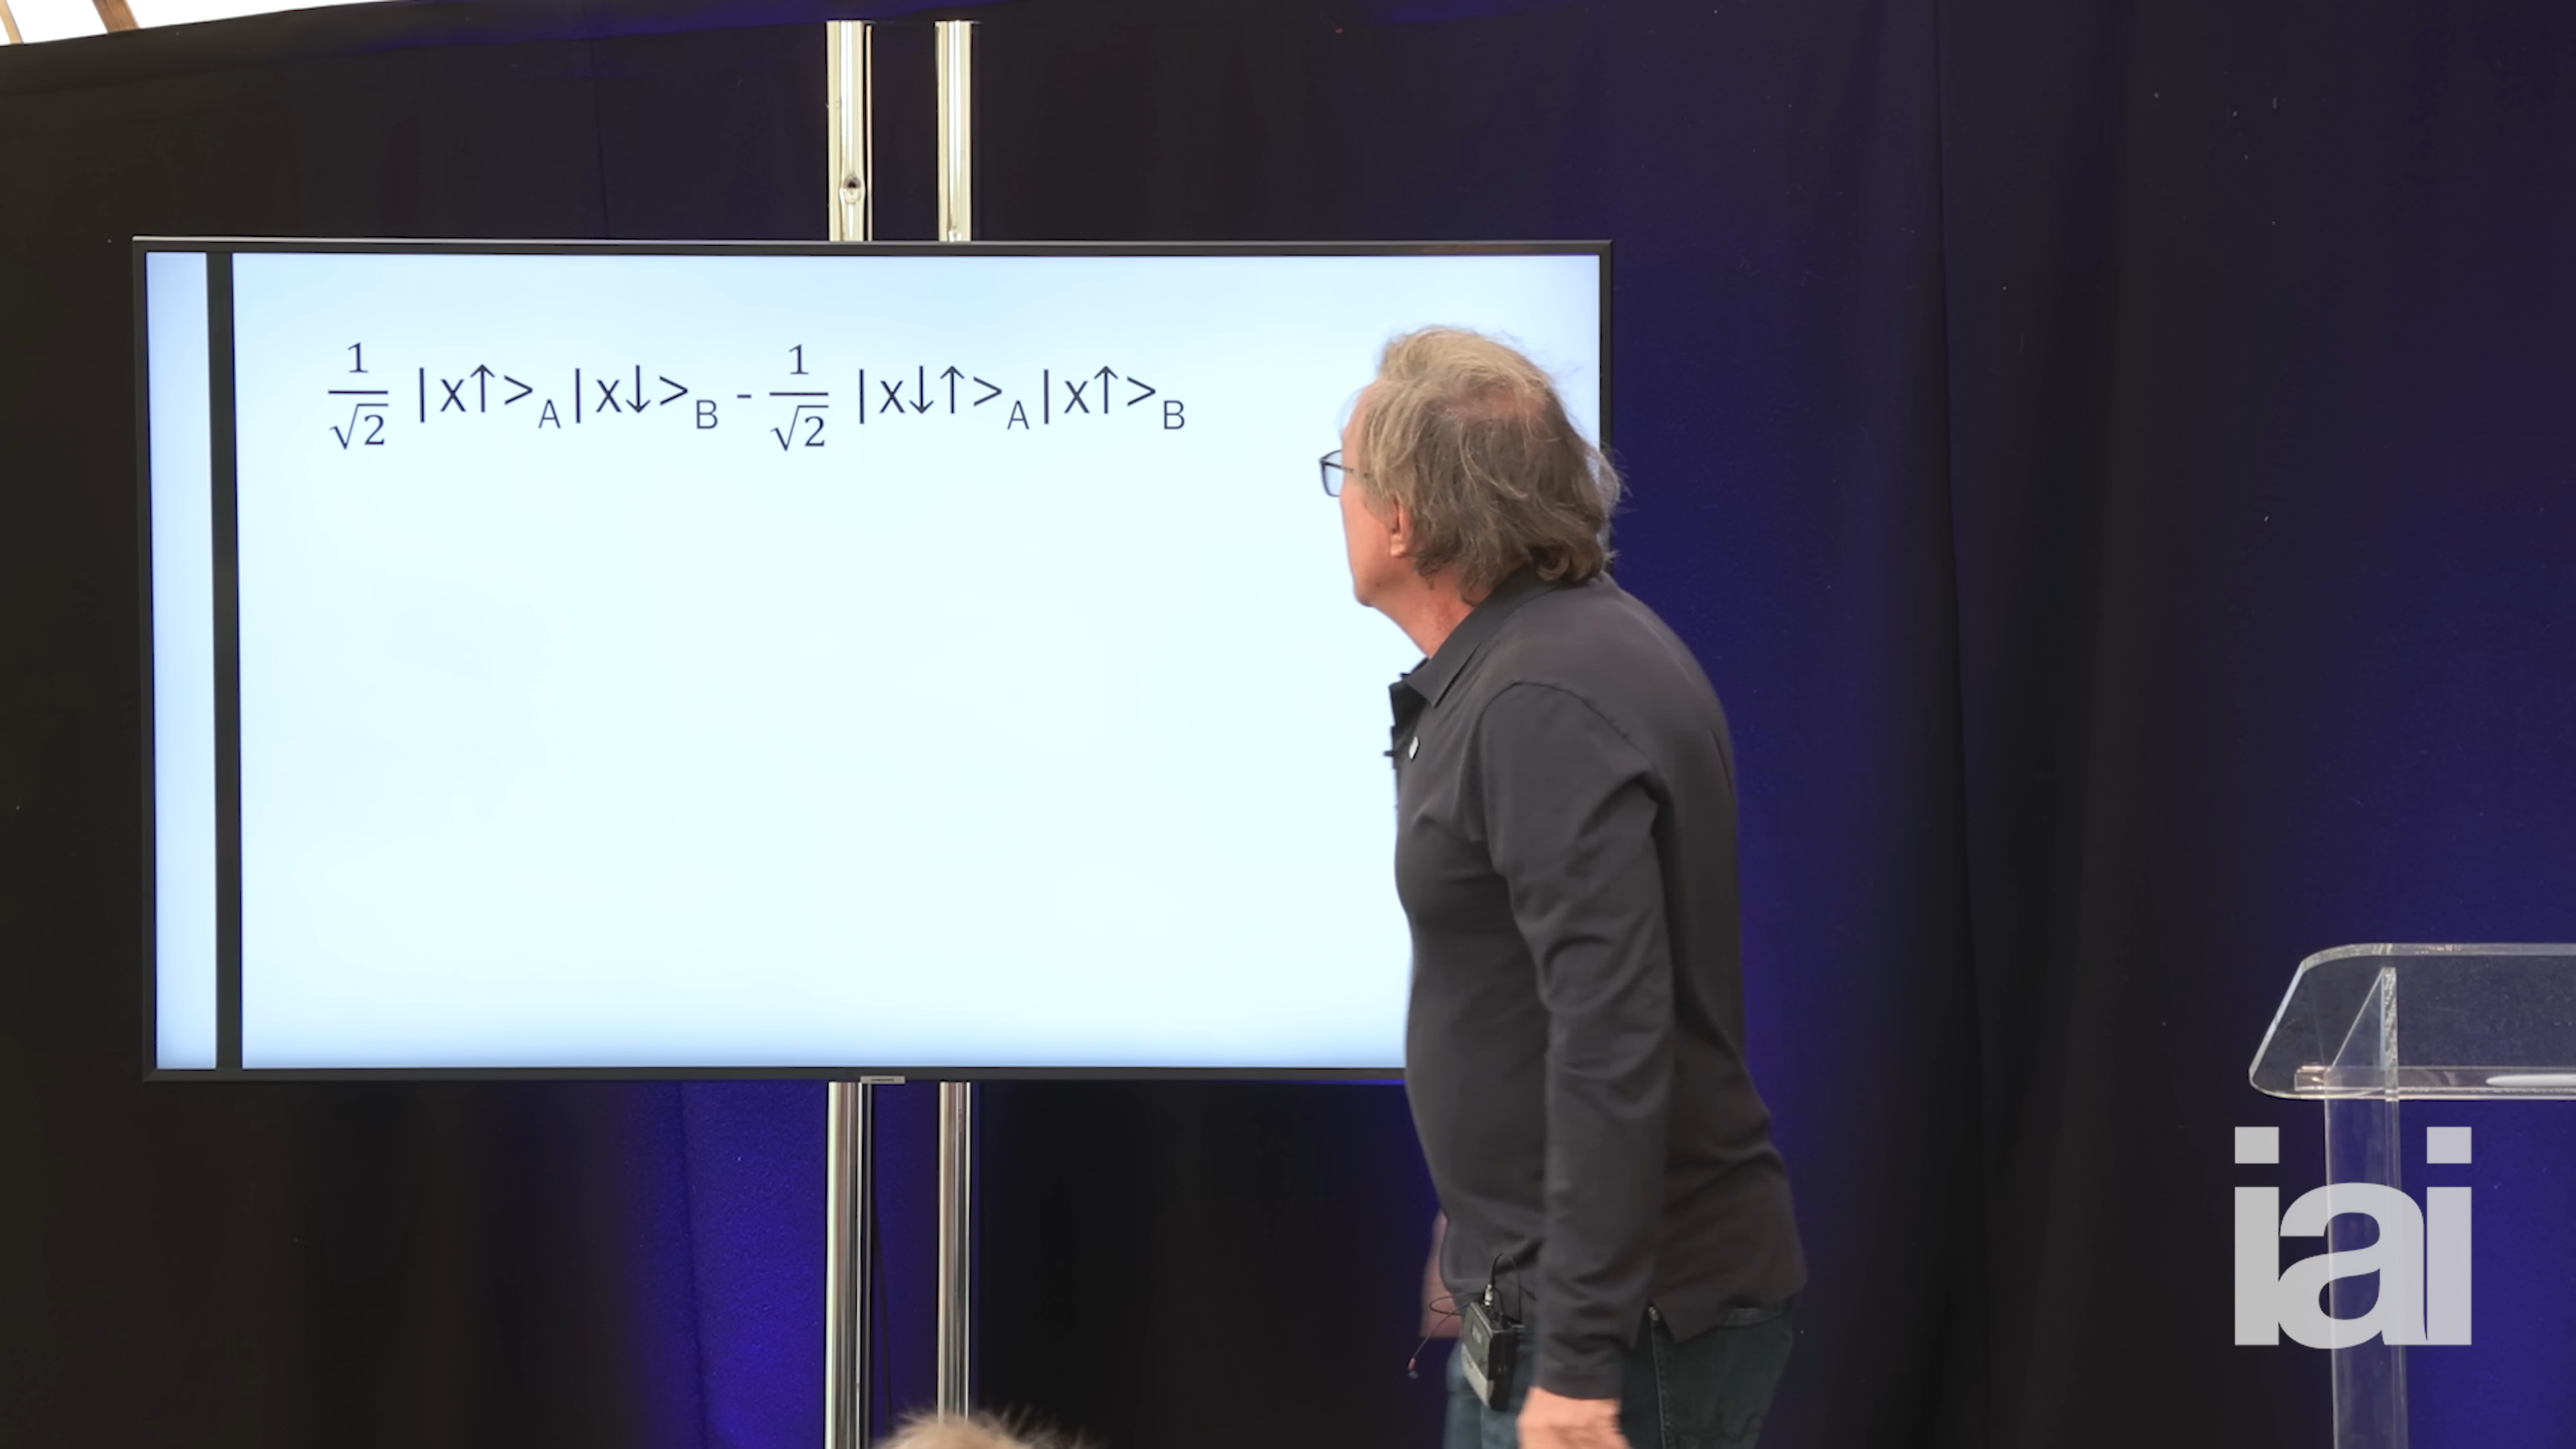 1/√2 |x↑>A|x↓>B - 1/√2 |x↓↑>A|x↑>B
iai